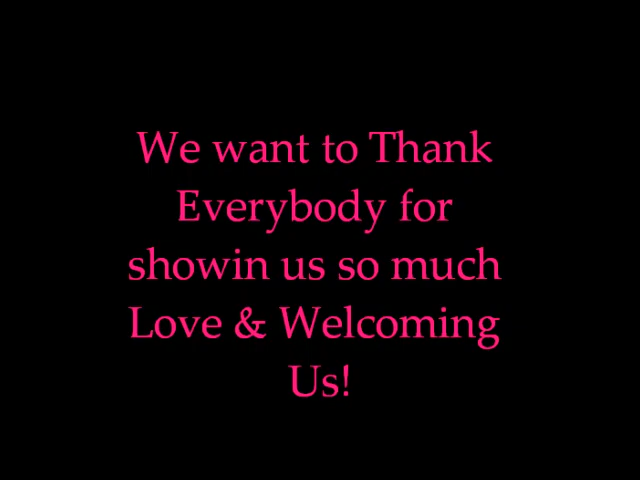 We want to Thank
Everybody for
showin us so much
Love & Welcoming
Us!